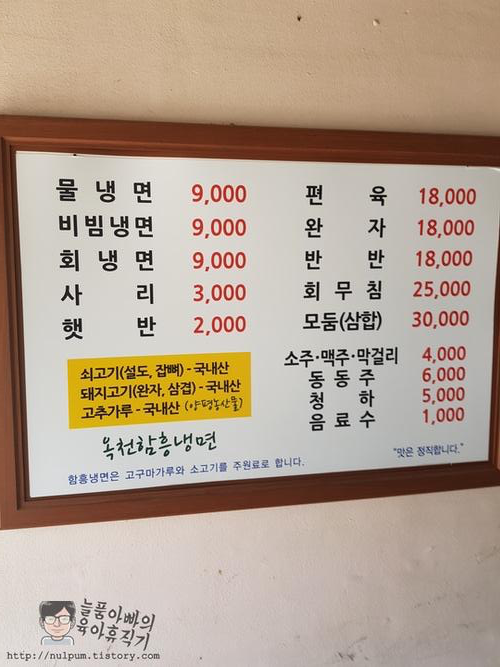 물 냉 면 9,000
비빔냉면 9,000
회 냉 면 9,000
사 리 3,000
햇 반 2,000
쇠고기(설도, 잡뼈) - 국내산
돼지고기(완자, 삼겹) - 국내산
고추가루 - 국내산 (양평농산물)
옥천함흥냉면
함흥냉면은 고구마가루와 소고기를 주원료로 합니다.
편 육 18,000
완 자 18,000
반 반 18,000
회 무 침 25,000
모둠(삼합) 30,000
소주·맥주·막걸리 4,000
동 동 주 6,000
청 하 5,000
음 료 수 1,000
"맛은 정직합니다."
늘품아빠의
육아휴직기
http://nulpum.tistory.com